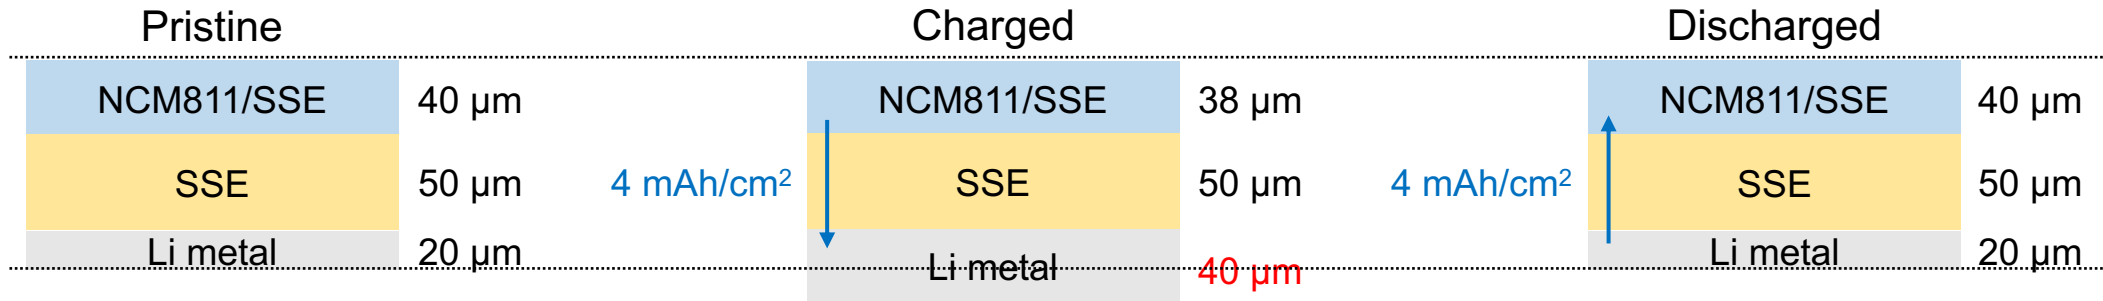 Pristine
Charged
Discharged
NCM811/SSE
40 µm
NCM811/SSE
38 µm
NCM811/SSE
40 µm
SSE
50 µm
4 mAh/cm²
SSE
50 µm
4 mAh/cm²
SSE
50 µm
Li metal
20 µm
Li metal
40 µm
Li metal
20 µm